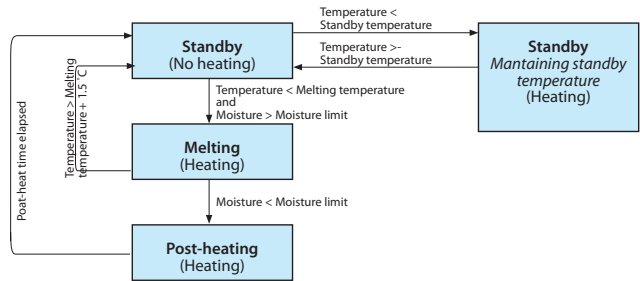 Temperature <
Standby temperature
Standby
(No heating)
Temperature >-
Standby temperature
Standby
Mantaining standby
temperature
(Heating)
Temperature < Melting temperature
and
Moisture > Moisture limit
Poat-heat time elapsed
Temperature > Melting
temperature + 1.5 °C
Melting
(Heating)
Moisture < Moisture limit
Post-heating
(Heating)